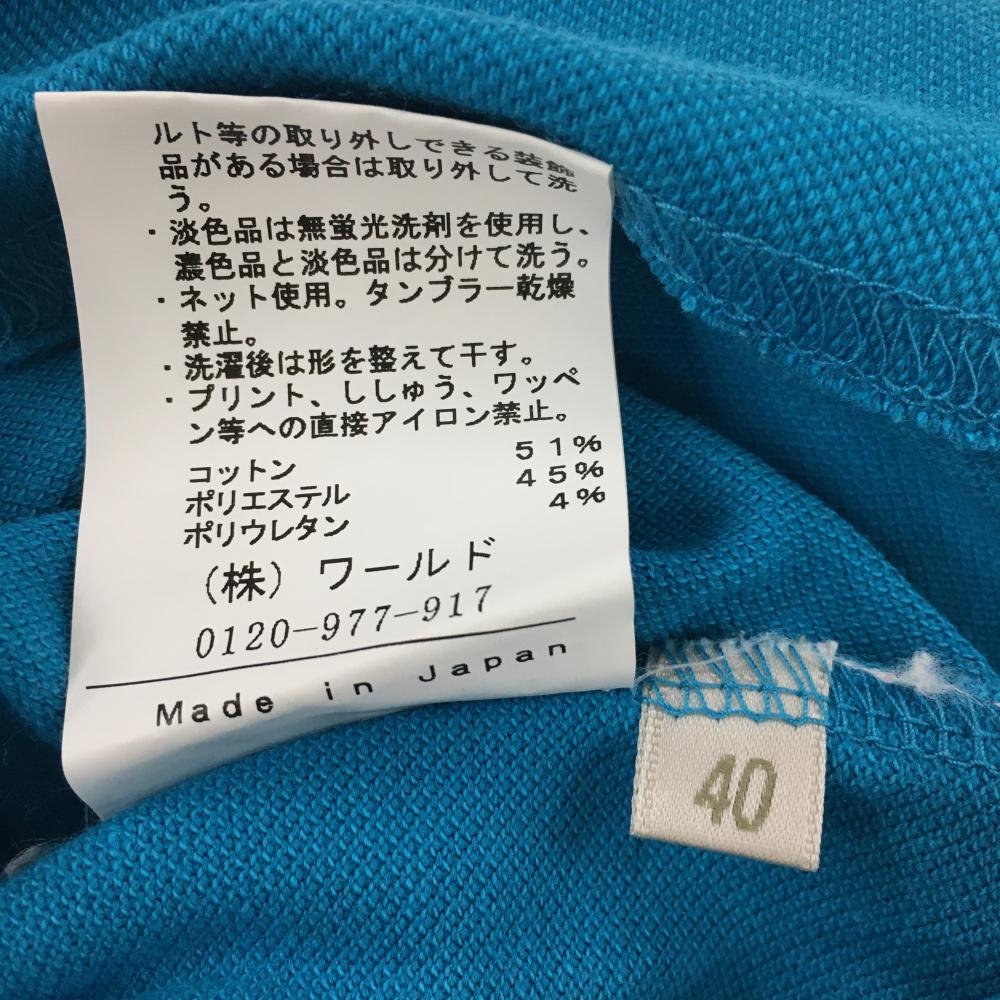 ルト等の取り外しできる装飾
品がある場合は取り外して洗
う。
・淡色品は無蛍光洗剤を使用し、
濃色品と淡色品は分けて洗う。
・ネット使用。タンブラー乾燥
禁止。
・洗濯後は形を整えて干す。
・プリント、ししゅう、ワッペ
ン等への直接アイロン禁止。
コットン 51%
ポリエステル 45%
ポリウレタン 4%
(株) ワールド
0120-977-917
Made in Japan
40